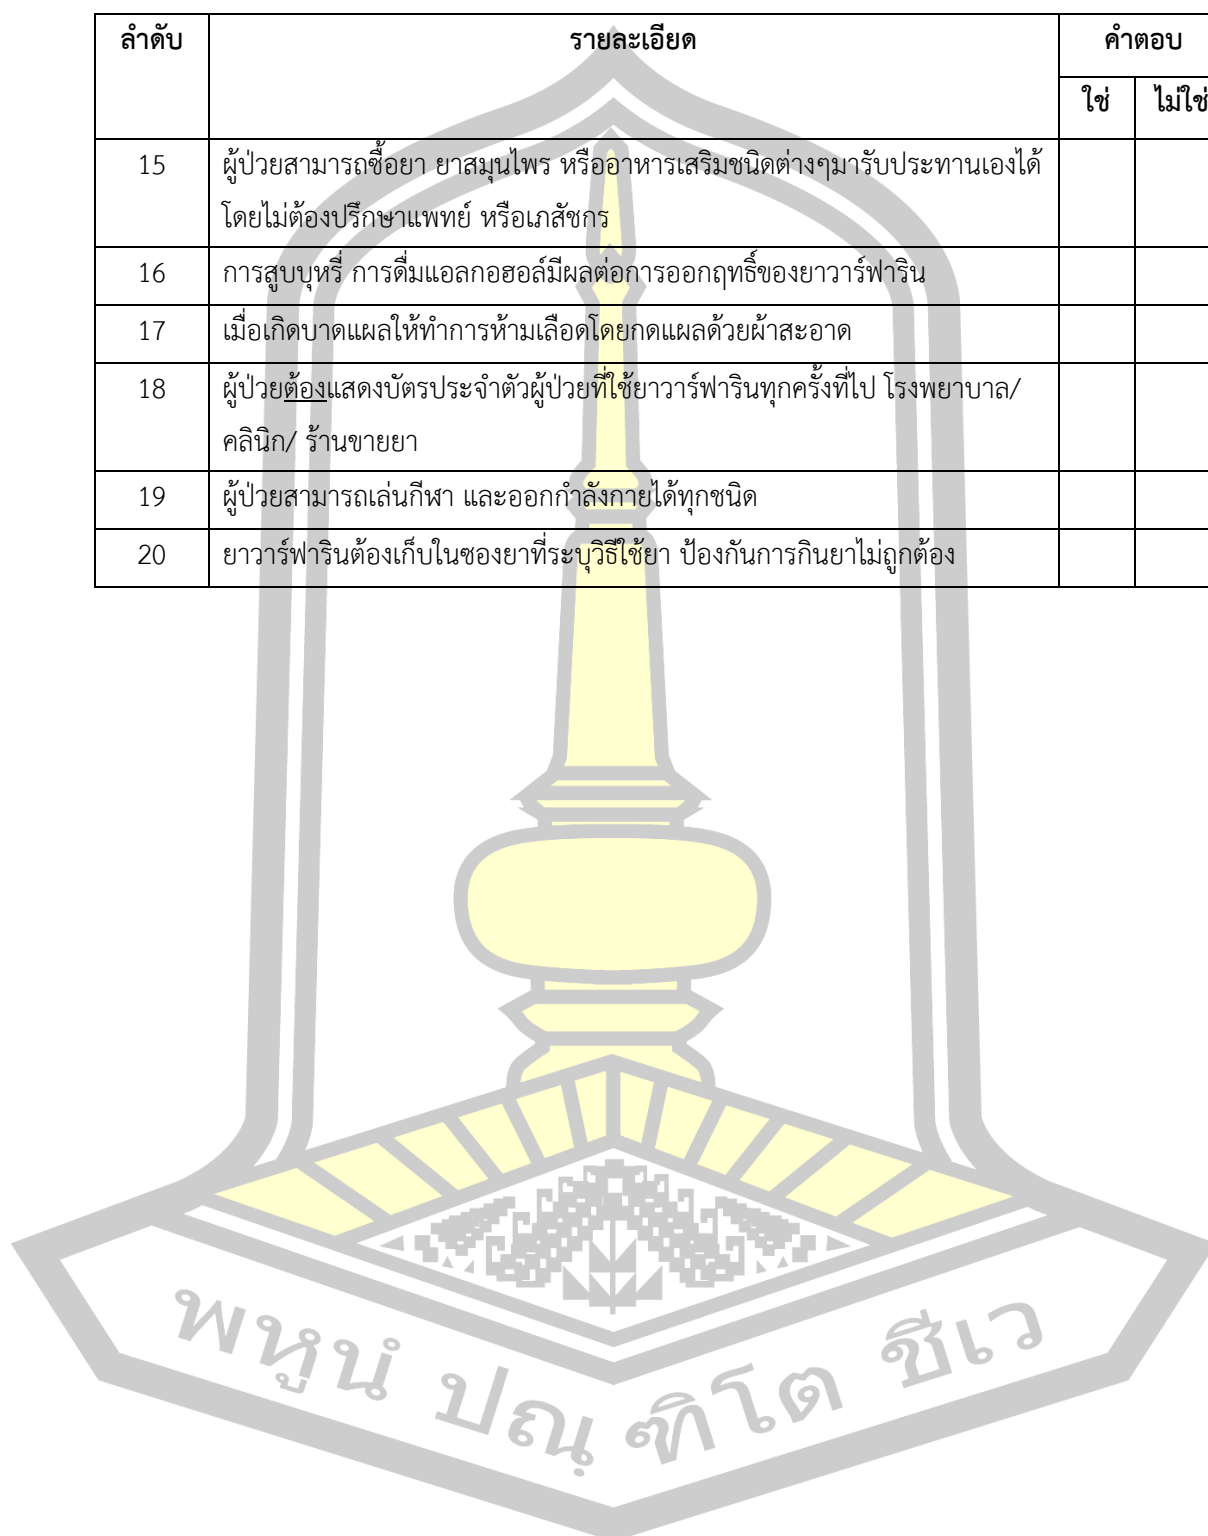 ลำดับ รายละเอียด คำตอบ
ใช่ ไม่ใช่
15 ผู้ป่วยสามารถซื้อยา ยาสมุนไพร หรืออาหารเสริมชนิดต่างๆมารับประทานเองได้
โดยไม่ต้องปรึกษาแพทย์ หรือเภสัชกร
16 การสูบบุหรี่ การดื่มแอลกอฮอล์มีผลต่อการออกฤทธิ์ของยาวาร์ฟาริน
17 เมื่อเกิดบาดแผลให้ทำการห้ามเลือดโดยกดแผลด้วยผ้าสะอาด
18 ผู้ป่วยต้องแสดงบัตรประจำตัวผู้ป่วยที่ใช้ยาวาร์ฟารินทุกครั้งที่ไป โรงพยาบาล/
คลินิก/ ร้านขายยา
19 ผู้ป่วยสามารถเล่นกีฬา และออกกำลังกายได้ทุกชนิด
20 ยาวาร์ฟารินต้องเก็บในซองยาที่ระบุวิธีใช้ยา ป้องกันการกินยาไม่ถูกต้อง
พหูนํ ปณฺฑิโต ชีเว